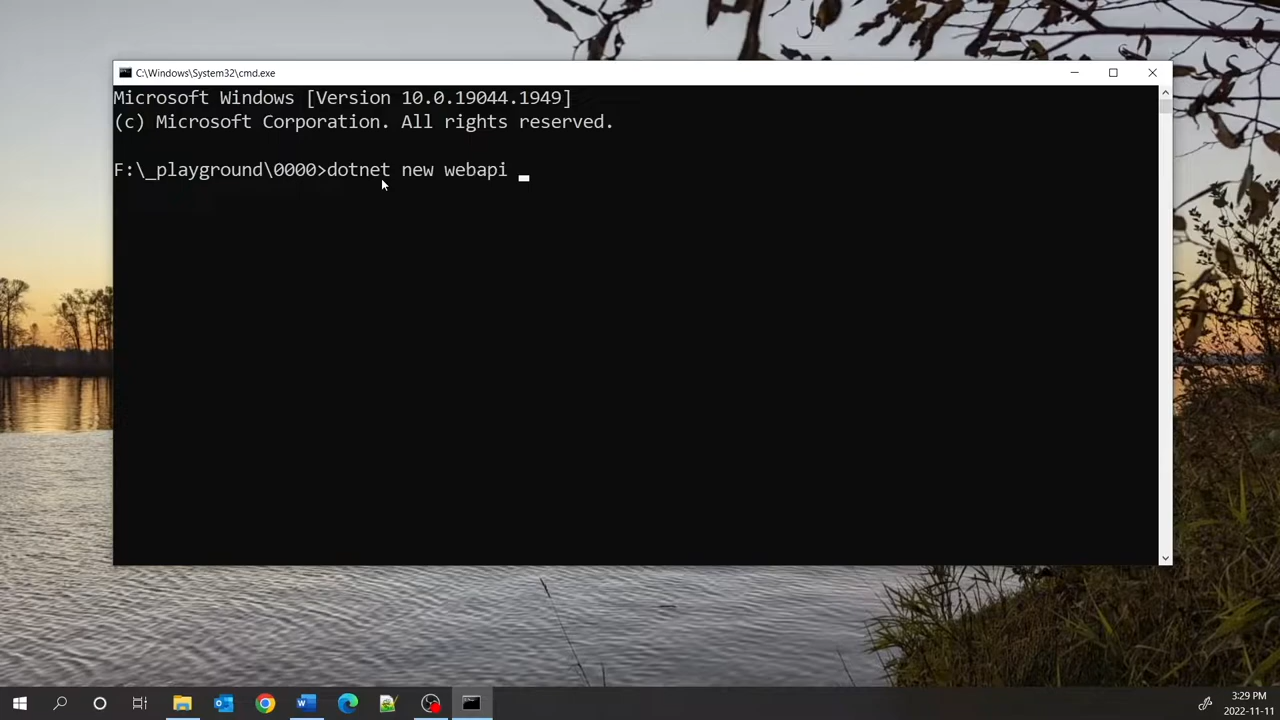 C:\Windows\System32\cmd.exe
Microsoft Windows [Version 10.0.19044.1949]
(c) Microsoft Corporation. All rights reserved.
F:\_playground\0000>dotnet new webapi
3:29 PM
2022-11-11